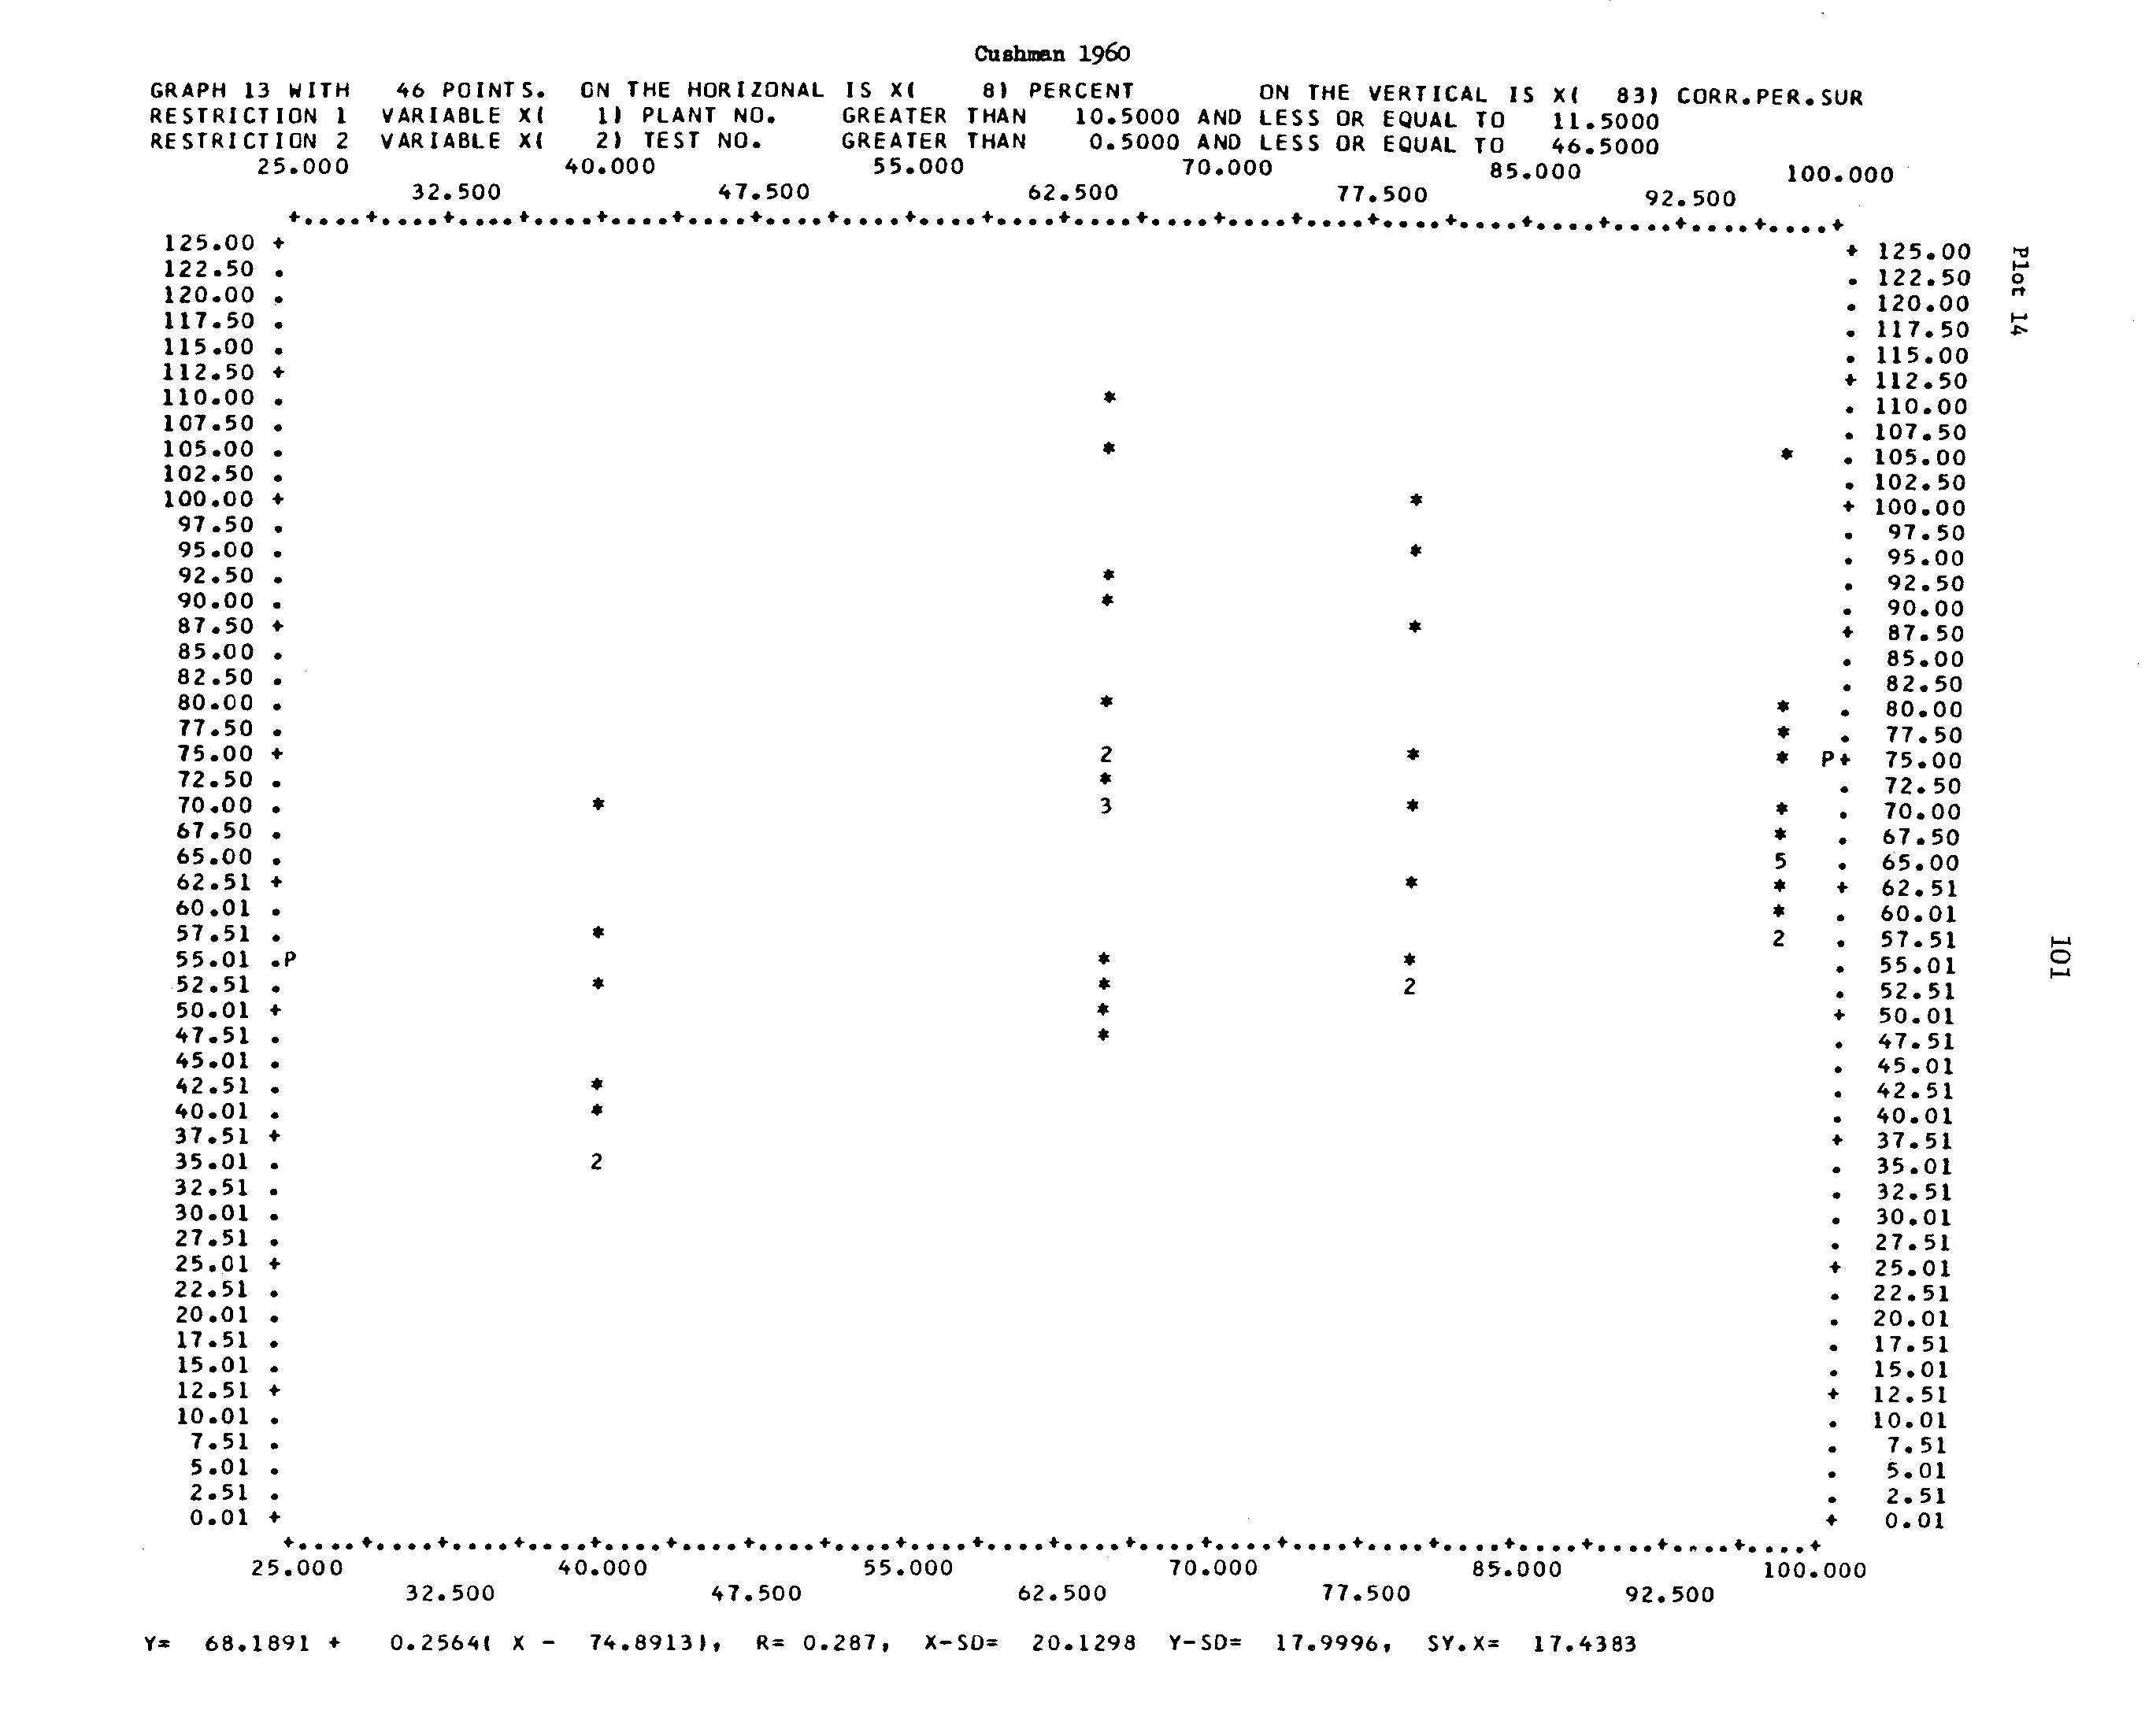 Cushman 1960
GRAPH 13 WITH 46 POINTS. ON THE HORIZONAL IS X( 8) PERCENT ON THE VERTICAL IS X( 83) CORR.PER.SUR
RESTRICTION 1 VARIABLE X( 1) PLANT NO. GREATER THAN 10.5000 AND LESS OR EQUAL TO 11.5000
RESTRICTION 2 VARIABLE X( 2) TEST NO. GREATER THAN 0.5000 AND LESS OR EQUAL TO 46.5000
25.000 40.000 55.000 70.000 85.000 100.000
32.500 47.500 62.500 77.500 92.500
+....+....+....+....+....+....+....+....+....+....+....+....+....+....+....+....+....+....+....+....+
125.00 + + 125.00
122.50 . . 122.50
120.00 . . 120.00
117.50 . . 117.50
115.00 . . 115.00
112.50 + + 112.50
110.00 . * . 110.00
107.50 . . 107.50
105.00 . * * . 105.00
102.50 . . 102.50
100.00 + * + 100.00
97.50 . . 97.50
95.00 . * . 95.00
92.50 . * . 92.50
90.00 . * . 90.00
87.50 + * + 87.50
85.00 . . 85.00
82.50 . . 82.50
80.00 . * * . 80.00
77.50 . * . 77.50
75.00 + 2 * * P+ 75.00
72.50 . * . 72.50
70.00 . * 3 * * . 70.00
67.50 . * . 67.50
65.00 . 5 . 65.00
62.51 + * * + 62.51
60.01 . * . 60.01
57.51 . * 2 . 57.51
55.01 .P * * . 55.01
52.51 . * * 2 . 52.51
50.01 + * + 50.01
47.51 . * . 47.51
45.01 . . 45.01
42.51 . * . 42.51
40.01 . * . 40.01
37.51 + + 37.51
35.01 . 2 . 35.01
32.51 . . 32.51
30.01 . . 30.01
27.51 . . 27.51
25.01 + + 25.01
22.51 . . 22.51
20.01 . . 20.01
17.51 . . 17.51
15.01 . . 15.01
12.51 + + 12.51
10.01 . . 10.01
7.51 . . 7.51
5.01 . . 5.01
2.51 . . 2.51
0.01 + + 0.01
+....+....+....+....+....+....+....+....+....+....+....+....+....+....+....+....+....+....+....+....+
25.000 40.000 55.000 70.000 85.000 100.000
32.500 47.500 62.500 77.500 92.500
Y= 68.1891 + 0.2564( X - 74.8913), R= 0.287, X-SD= 20.1298 Y-SD= 17.9996, SY.X= 17.4383
Plot 14
101